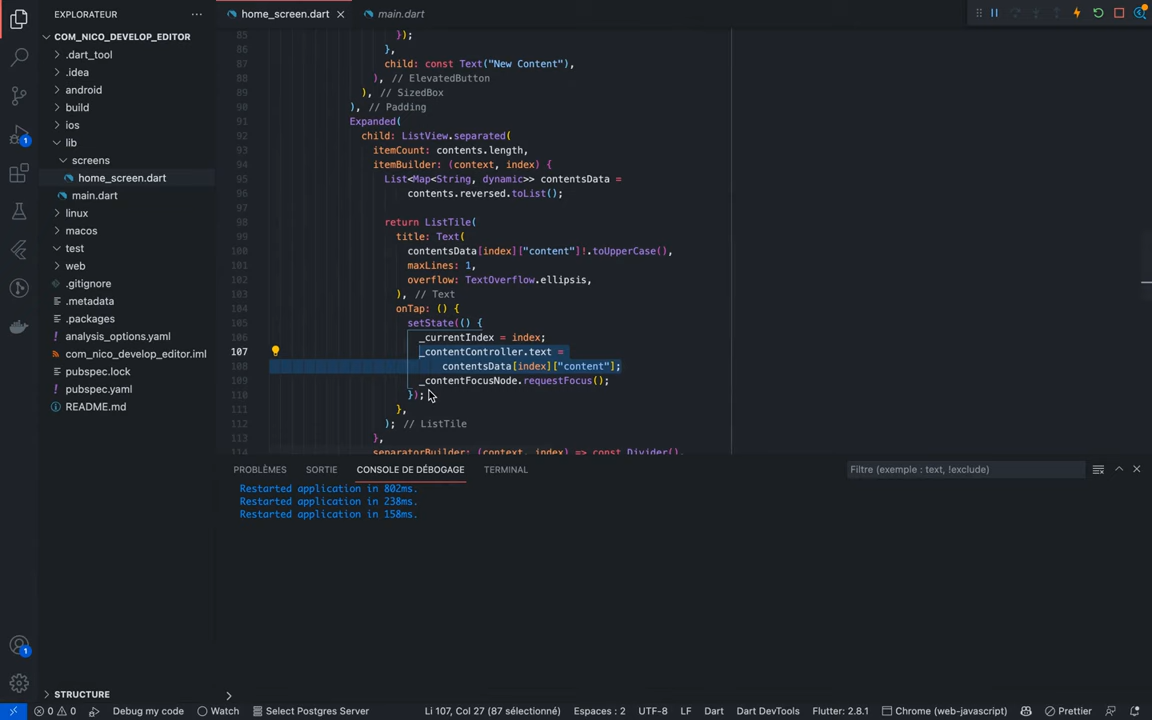 EXPLORATEUR
COM_NICO_DEVELOP_EDITOR
.dart_tool
.idea
android
build
ios
lib
screens
home_screen.dart
main.dart
linux
macos
test
web
.gitignore
.metadata
.packages
analysis_options.yaml
com_nico_develop_editor.iml
pubspec.lock
pubspec.yaml
README.md
STRUCTURE
1
1
home_screen.dart
main.dart
85 });
86 },
87 child: const Text("New Content"),
88 ), // ElevatedButton
89 ), // SizedBox
90 ), // Padding
91 Expanded(
92 child: ListView.separated(
93 itemCount: contents.length,
94 itemBuilder: (context, index) {
95 List<Map<String, dynamic>> contentsData =
96 contents.reversed.toList();
97
98 return ListTile(
99 title: Text(
100 contentsData[index]["content"]!.toUpperCase(),
101 maxLines: 1,
102 overflow: TextOverflow.ellipsis,
103 ), // Text
104 onTap: () {
105 setState(() {
106 _currentIndex = index;
107 _contentController.text =
108 contentsData[index]["content"];
109 _contentFocusNode.requestFocus();
110 });
111 },
112 ); // ListTile
113 },
114 separatorBuilder: (context, index) => const Divider(),
PROBLÈMES SORTIE CONSOLE DE DÉBOGAGE TERMINAL Filtre (exemple : text, !exclude)
Restarted application in 802ms.
Restarted application in 238ms.
Restarted application in 158ms.
0 0 Debug my code Watch Select Postgres Server Li 107, Col 27 (87 sélectionné) Espaces : 2 UTF-8 LF Dart Dart DevTools Flutter: 2.8.1 Chrome (web-javascript) Prettier